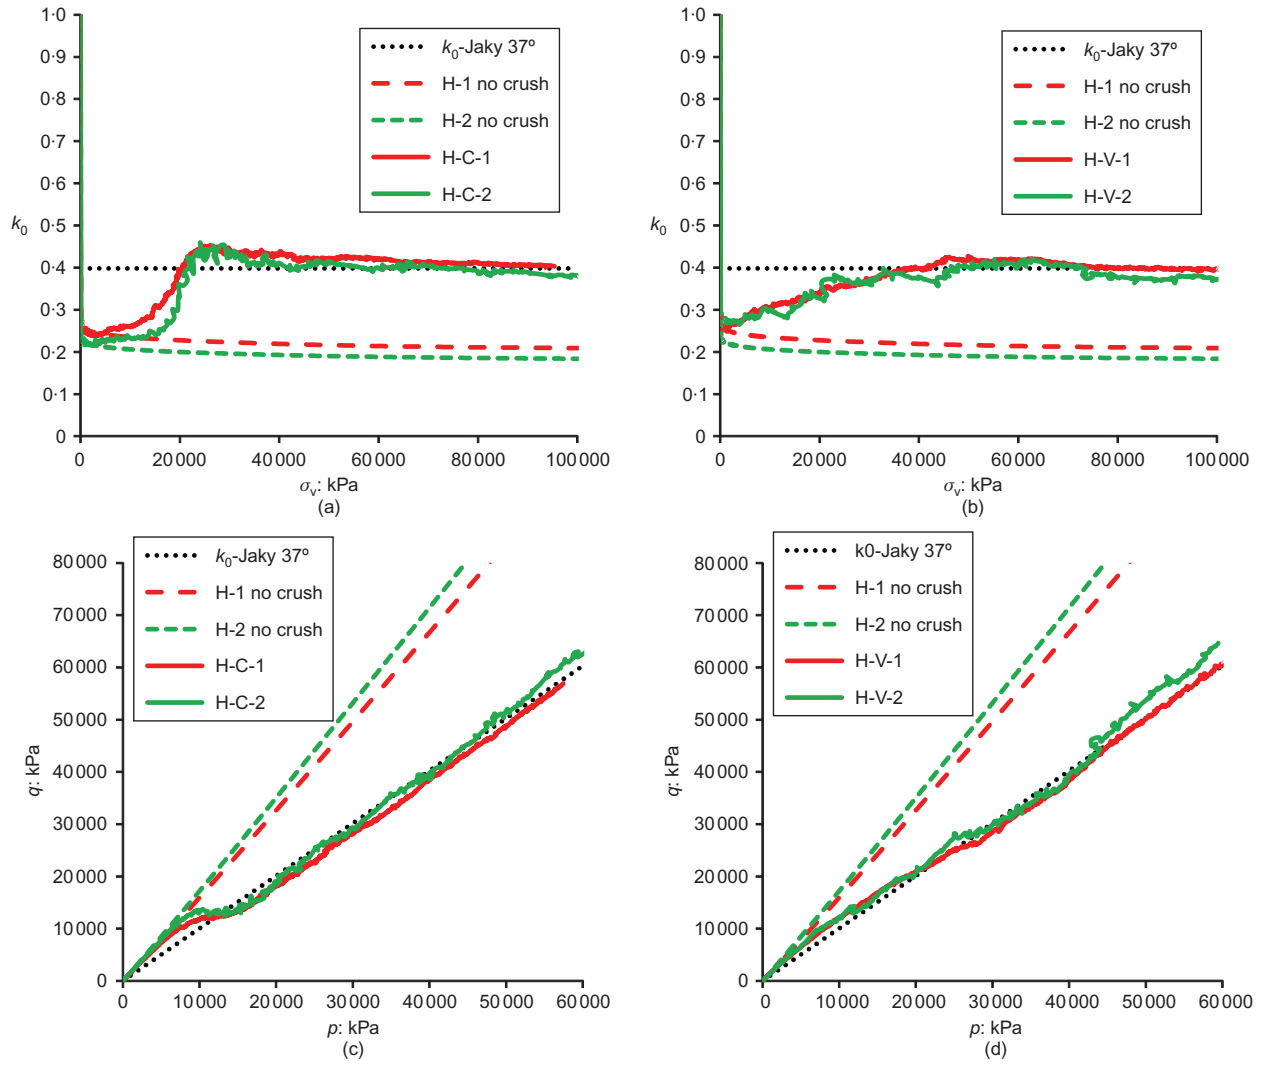 1·0
0·9
0·8
0·7
0·6
0·5
0·4
0·3
0·2
0·1
0
k₀
k₀-Jaky 37º
H-1 no crush
H-2 no crush
H-C-1
H-C-2
0 20 000 40 000 60 000 80 000 100 000
σᵥ: kPa
(a)
1·0
0·9
0·8
0·7
0·6
0·5
0·4
0·3
0·2
0·1
0
k₀
k₀-Jaky 37º
H-1 no crush
H-2 no crush
H-V-1
H-V-2
0 20 000 40 000 60 000 80 000 100 000
σᵥ: kPa
(b)
80 000
70 000
60 000
50 000
40 000
30 000
20 000
10 000
0
q: kPa
k₀-Jaky 37º
H-1 no crush
H-2 no crush
H-C-1
H-C-2
0 10 000 20 000 30 000 40 000 50 000 60 000
p: kPa
(c)
80 000
70 000
60 000
50 000
40 000
30 000
20 000
10 000
0
q: kPa
k0-Jaky 37º
H-1 no crush
H-2 no crush
H-V-1
H-V-2
0 10 000 20 000 30 000 40 000 50 000 60 000
p: kPa
(d)